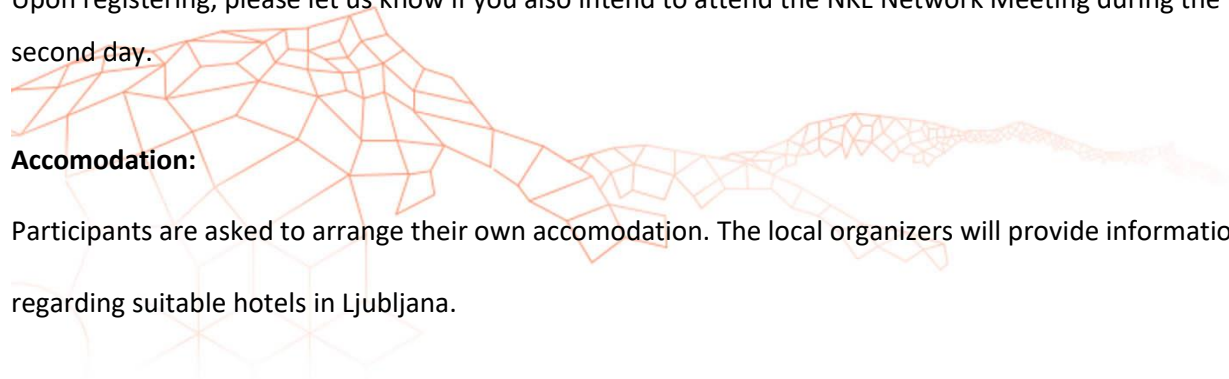 Upon registering, please let us know if you also intend to attend the NKL Network Meeting during the
second day.
Accomodation:
Participants are asked to arrange their own accomodation. The local organizers will provide
regarding suitable hotels in Ljubljana.